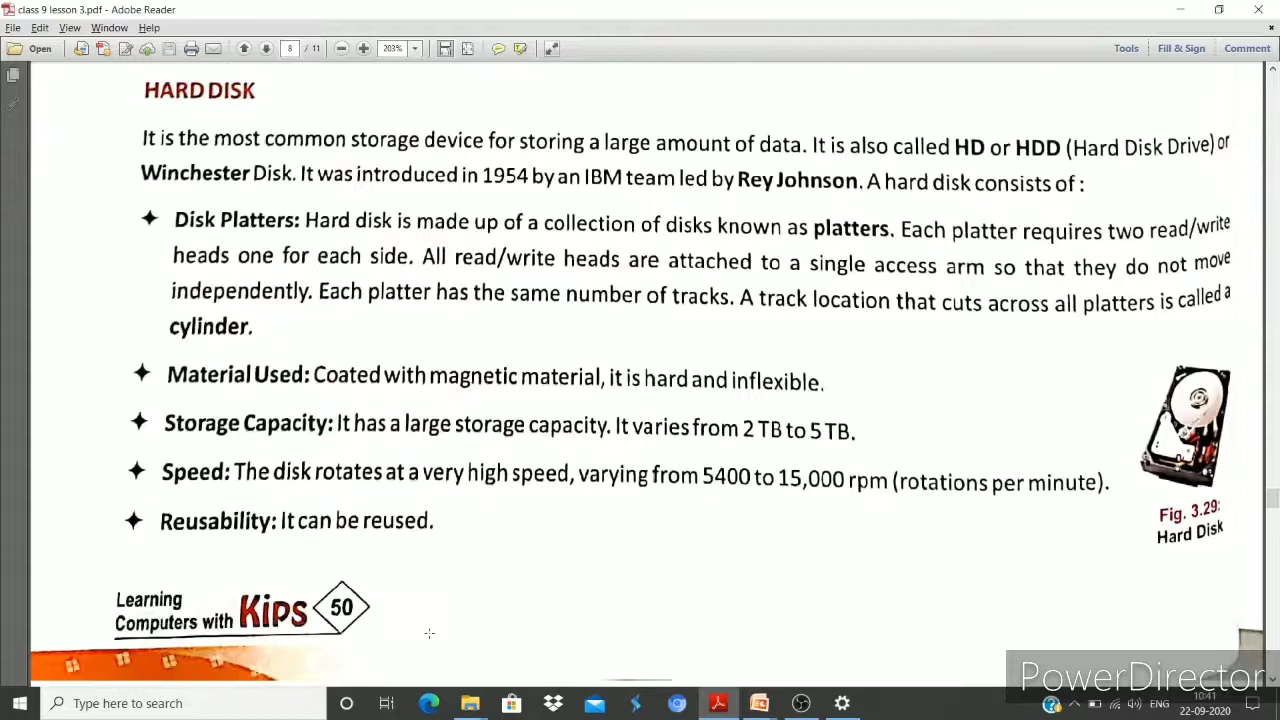 class 9 lesson 3.pdf - Adobe Reader
File Edit View Window Help
Open 8 / 11 203% Tools Fill & Sign Comment
HARD DISK
It is the most common storage device for storing a large amount of data. It is also called HD or HDD (Hard Disk Drive) or
Winchester Disk. It was introduced in 1954 by an IBM team led by Rey Johnson. A hard disk consists of :
Disk Platters: Hard disk is made up of a collection of disks known as platters. Each platter requires two read/write
heads one for each side. All read/write heads are attached to a single access arm so that they do not move
independently. Each platter has the same number of tracks. A track location that cuts across all platters is called a
cylinder.
Material Used: Coated with magnetic material, it is hard and inflexible.
Storage Capacity: It has a large storage capacity. It varies from 2 TB to 5 TB.
Speed: The disk rotates at a very high speed, varying from 5400 to 15,000 rpm (rotations per minute).
Reusability: It can be reused.
Fig. 3.29:
Hard Disk
Learning
Computers with Kips 50
PowerDirector
Type here to search
ENG
10:41
22-09-2020